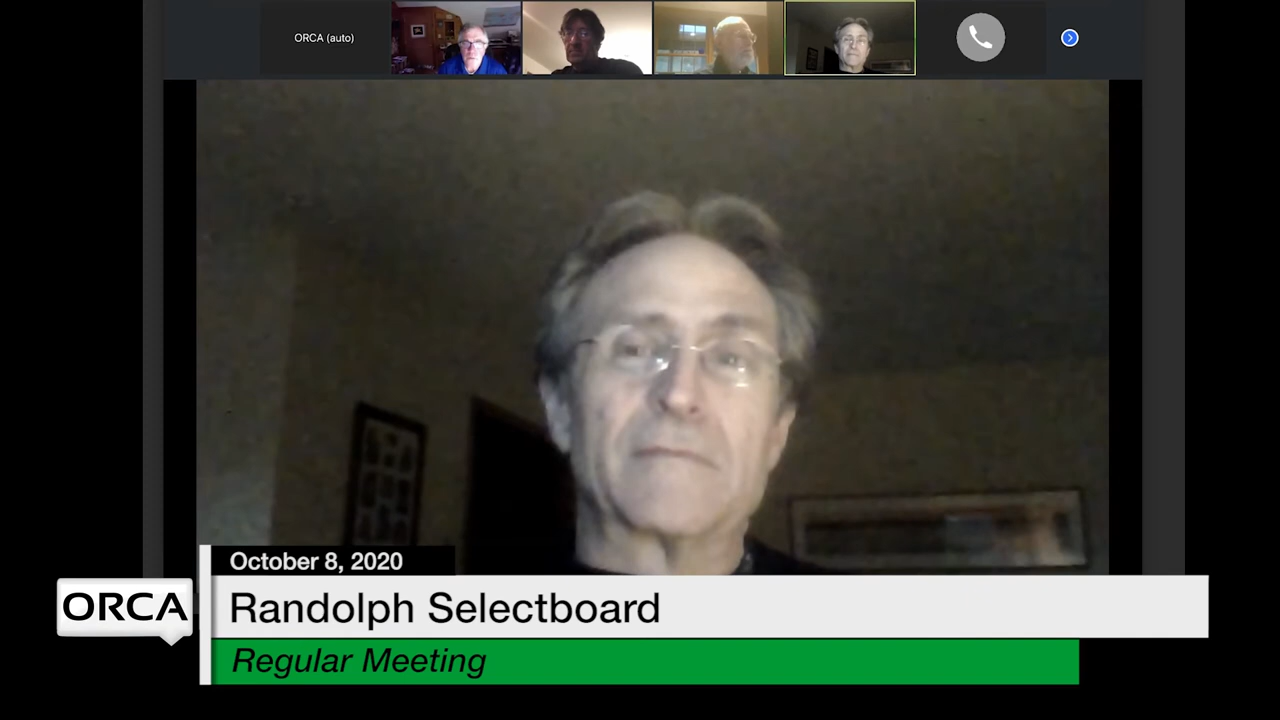 ORCA (auto)
October 8, 2020
ORCA
Randolph Selectboard
Regular Meeting